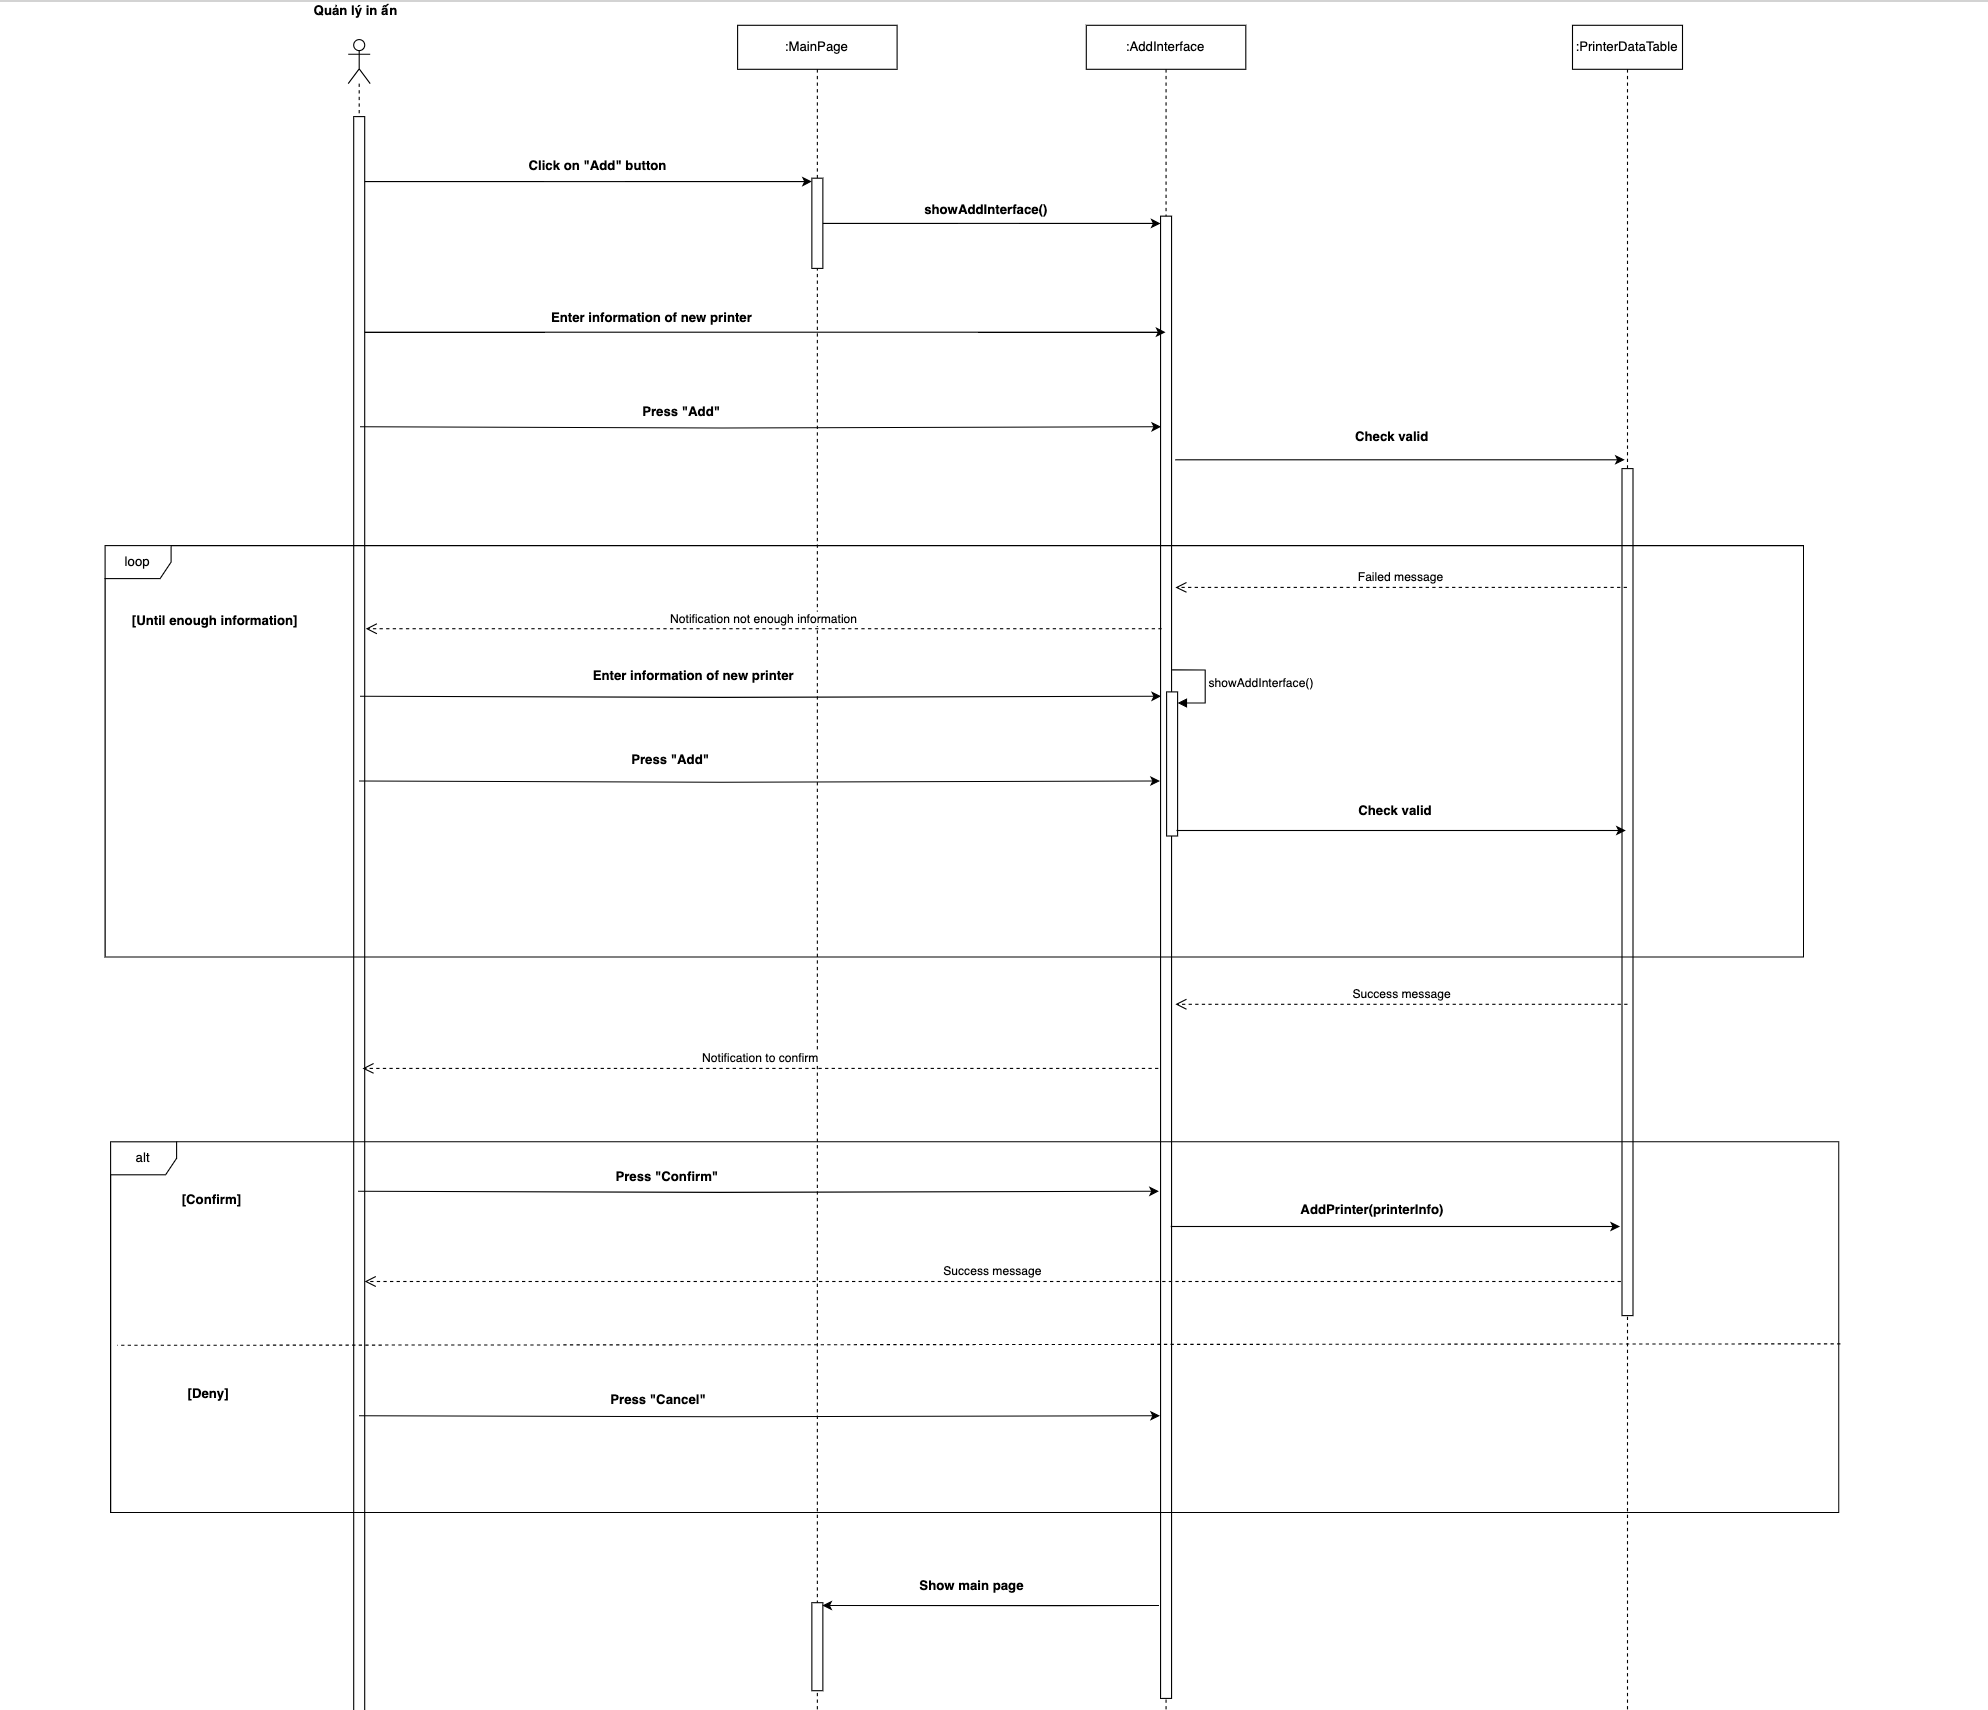 Quản lý in ấn
:MainPage
:AddInterface
:PrinterDataTable
Click on "Add" button
showAddInterface()
Enter information of new printer
Press "Add"
Check valid
loop
Failed message
[Until enough information]
Notification not enough information
Enter information of new printer
showAddInterface()
Press "Add"
Check valid
Success message
Notification to confirm
alt
Press "Confirm"
[Confirm]
AddPrinter(printerInfo)
Success message
[Deny]
Press "Cancel"
Show main page